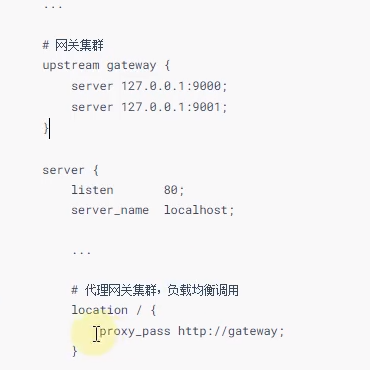 ...
# 网关集群
upstream gateway {
    server 127.0.0.1:9000;
    server 127.0.0.1:9001;
}
server {
    listen       80;
    server_name  localhost;
    ...
    # 代理网关集群，负载均衡调用
    location / {
        proxy_pass http://gateway;
    }